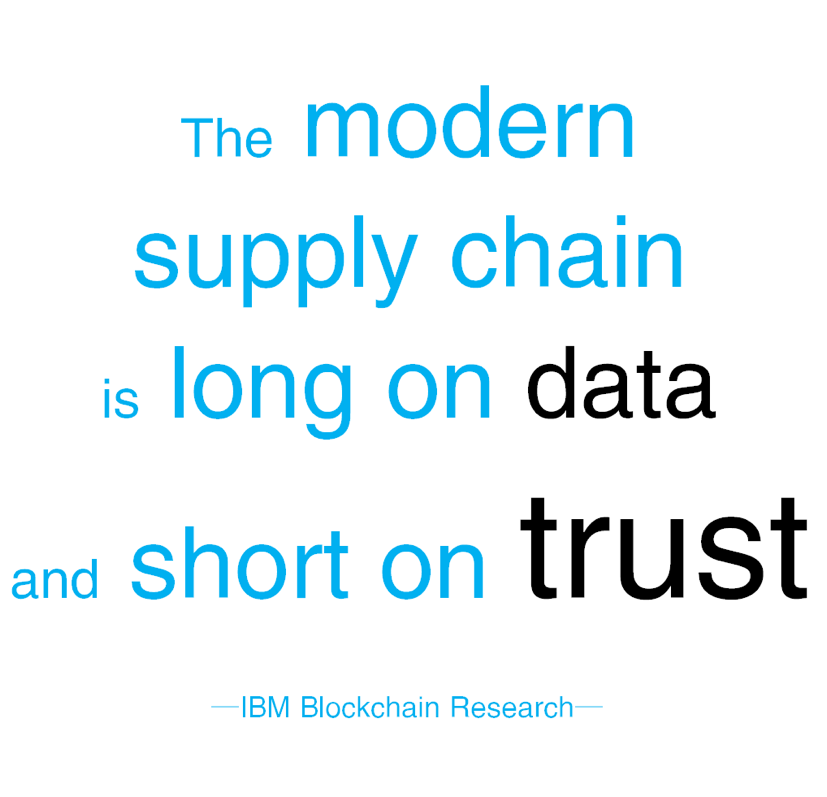 The modern
supply chain
is long on data
and short on trust
—IBM Blockchain Research—